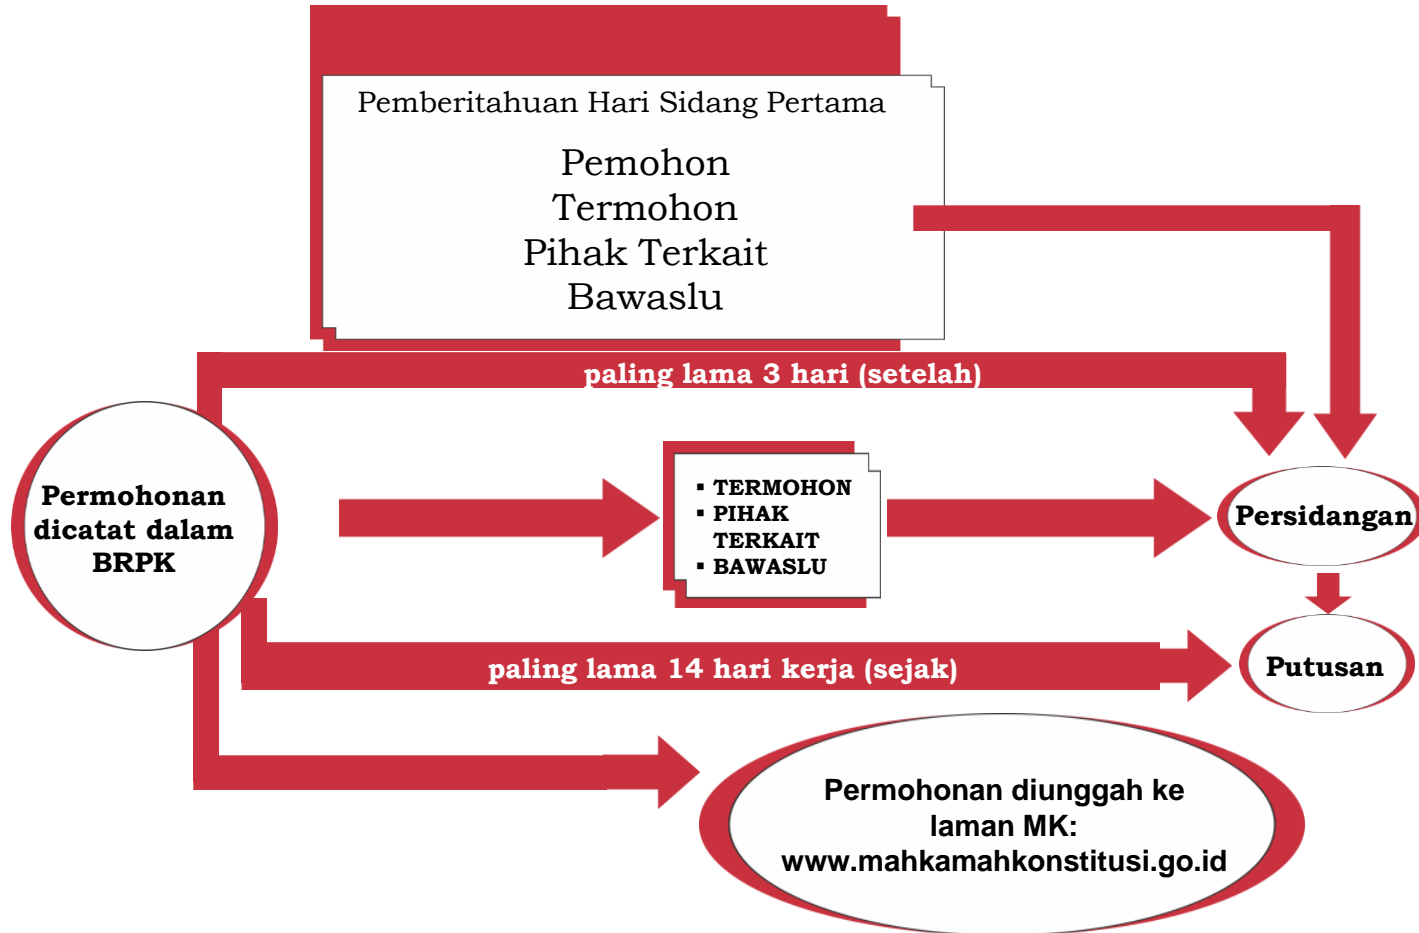 Pemberitahuan Hari Sidang Pertama
Pemohon
Termohon
Pihak Terkait
Bawaslu
paling lama 3 hari (setelah)
Permohonan
dicatat dalam
BRPK
▪ TERMOHON
▪ PIHAK
TERKAIT
▪ BAWASLU
Persidangan
paling lama 14 hari kerja (sejak)
Putusan
Permohonan diunggah ke
laman MK:
www.mahkamahkonstitusi.go.id